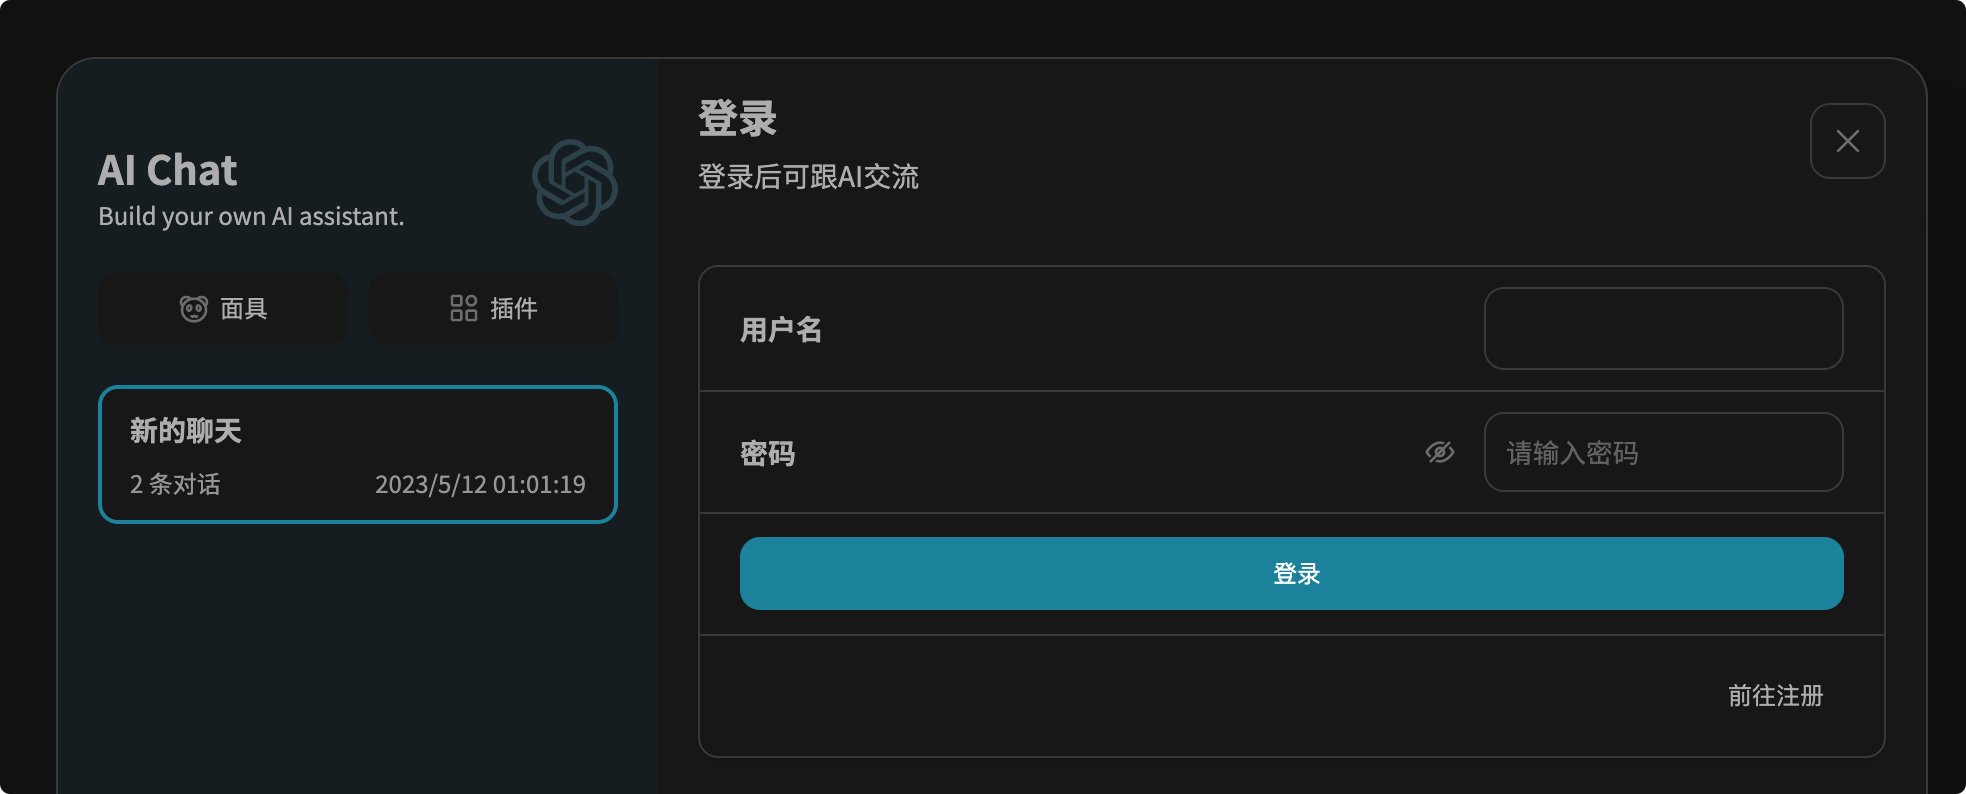 AI Chat
Build your own AI assistant.
面具
插件
新的聊天
2 条对话
2023/5/12 01:01:19
登录
登录后可跟AI交流
用户名
密码
请输入密码
登录
前往注册